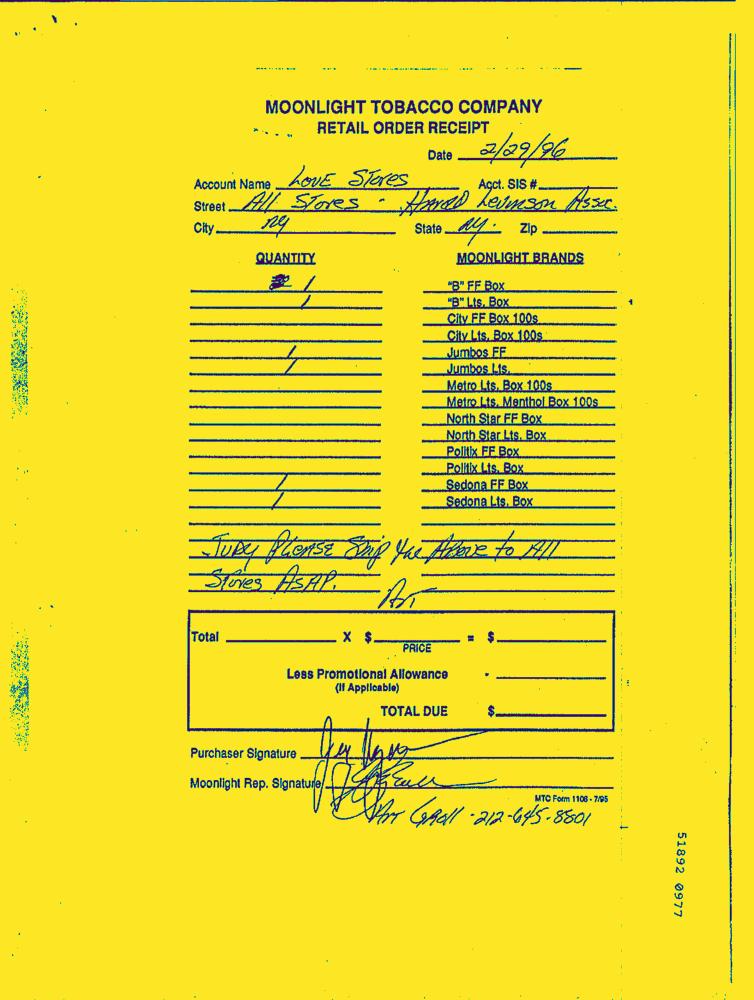 MOONLIGHT TOBACCO COMPANY
RETAIL ORDER RECEIPT
Date 2/29/96
Account Name LOVE Stores Acct. SIS #
Street All Stores - Harold Levinson Assc.
City NY State NY. Zip
QUANTITY MOONLIGHT BRANDS
1 "B" FF Box
1 "B" Lts. Box
City FF Box 100s
City Lts. Box 100s
1 Jumbos FF
1 Jumbos Lts.
Metro Lts. Box 100s
Metro Lts. Menthol Box 100s
North Star FF Box
North Star Lts. Box
Politix FF Box
Politix Lts. Box
1 Sedona FF Box
1 Sedona Lts. Box
Judy Please Ship The Above to All
Stores ASAP.
Art
Total X $ PRICE = $
Less Promotional Allowance -
(If Applicable)
TOTAL DUE $
Purchaser Signature
Moonlight Rep. Signature
MTC Form 1108 - 7/95
Art Groll - 212-645-8801
51892 0977